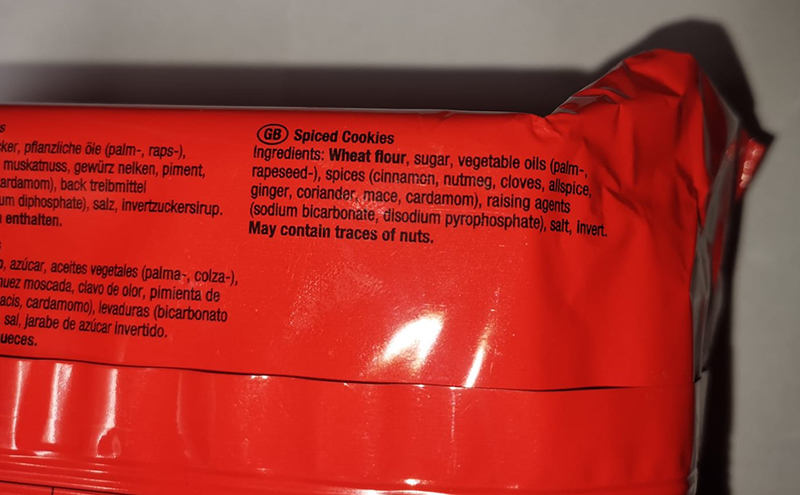 s
ker, pflanzliche öle (palm-, raps-),
muskatnuss, gewürz nelken, piment,
ardamom), back treibmittel
um diphosphate), salz, invertzuckersirup.
enthalten.
s
o, azúcar, aceites vegetales (palma-, colza-),
nuez moscada, clavo de olor, pimienta de
acis, cardamomo), levaduras (bicarbonato
sal, jarabe de azúcar invertido.
ueces.
GB Spiced Cookies
Ingredients: Wheat flour, sugar, vegetable oils (palm-,
rapeseed-), spices (cinnamon, nutmeg, cloves, allspice,
ginger, coriander, mace, cardamom), raising agents
(sodium bicarbonate, disodium pyrophosphate), salt, invert.
May contain traces of nuts.